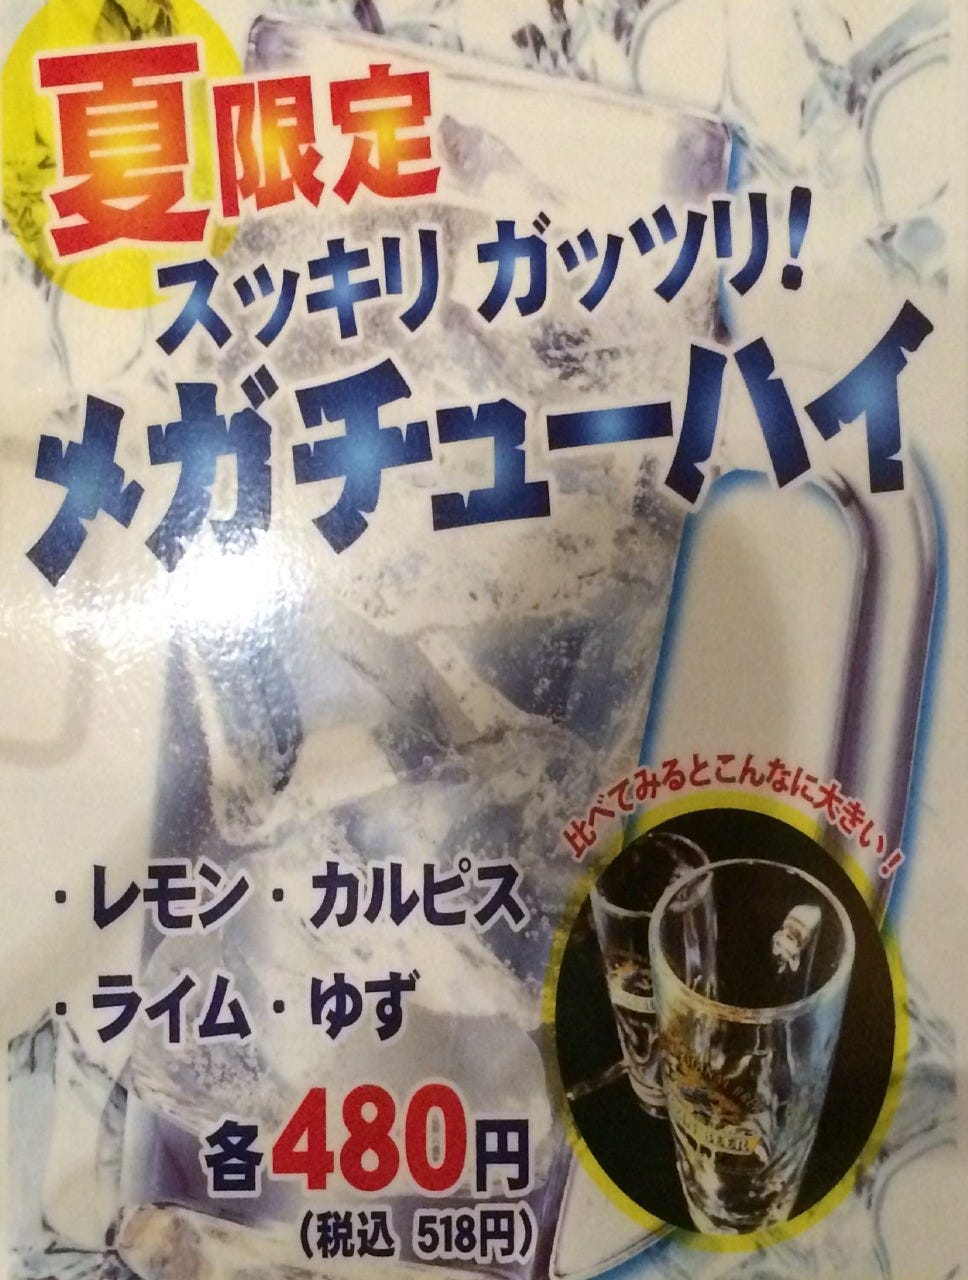 夏限定
スッキリ ガッツリ!
メガチューハイ
比べてみるとこんなに大きい!
・レモン・カルピス
・ライム・ゆず
各480円
(税込 518円)
BEER